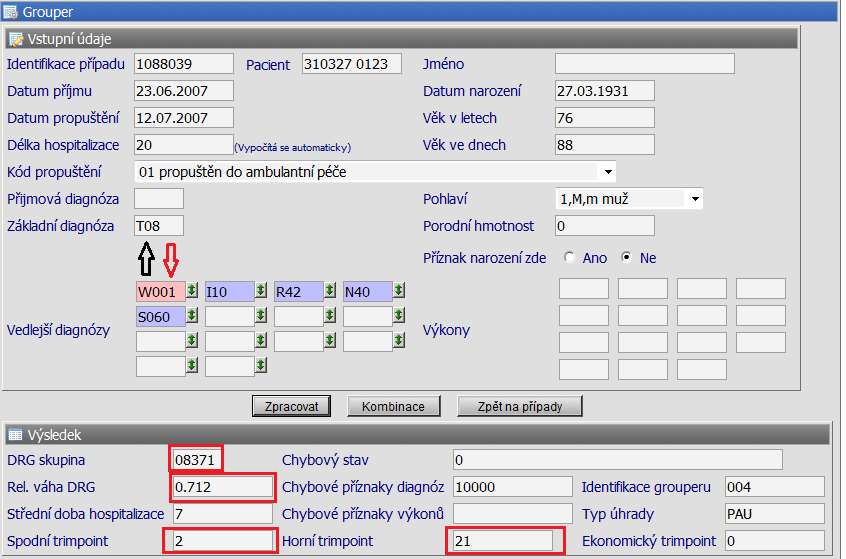 Grouper
Vstupní údaje
Identifikace případu 1088039 Pacient 310327 0123 Jméno
Datum příjmu 23.06.2007 Datum narození 27.03.1931
Datum propuštění 12.07.2007 Věk v letech 76
Délka hospitalizace 20 (Vypočítá se automaticky) Věk ve dnech 88
Kód propuštění 01 propuštěn do ambulantní péče
Přijmová diagnóza Pohlaví 1,M,m muž
Základní diagnóza T08 Porodní hmotnost 0
Příznak narození zde Ano Ne
W001 I10 R42 N40
S060
Vedlejší diagnózy Výkony
Zpracovat Kombinace Zpět na případy
Výsledek
DRG skupina 08371 Chybový stav 0
Rel. váha DRG 0.712 Chybové příznaky diagnóz 10000 Identifikace grouperu 004
Střední doba hospitalizace 7 Chybové příznaky výkonů Typ úhrady PAU
Spodní trimpoint 2 Horní trimpoint 21 Ekonomický trimpoint 0